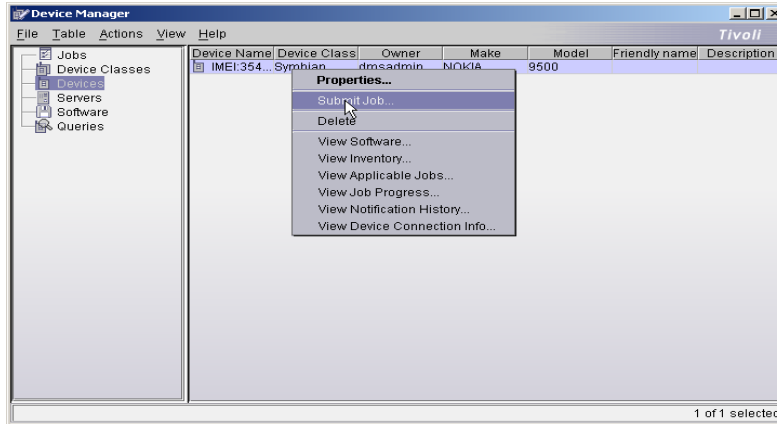 Device Manager
File Table Actions View Help
Tivoli
Jobs
Device Classes
Devices
Servers
Software
Queries
Device Name Device Class Owner Make Model Friendly name Description
IMEI:354... Symbian dmsadmin NOKIA 9500
Properties...
Submit Job...
Delete
View Software...
View Inventory...
View Applicable Jobs...
View Job Progress...
View Notification History...
View Device Connection Info...
1 of 1 selected